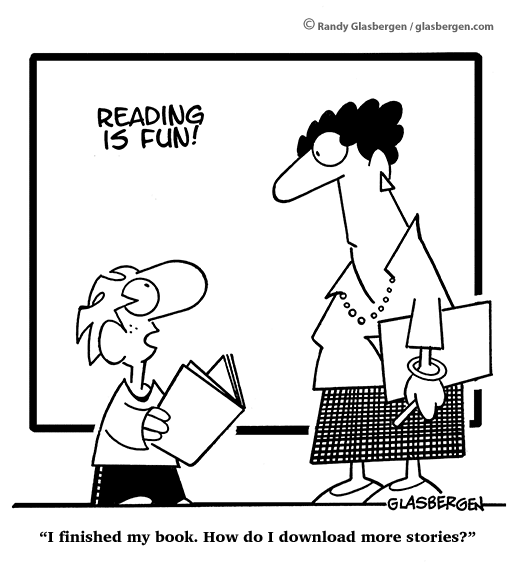 © Randy Glasbergen / glasbergen.com
READING
IS FUN!
GLASBERGEN
“I finished my book. How do I download more stories?”